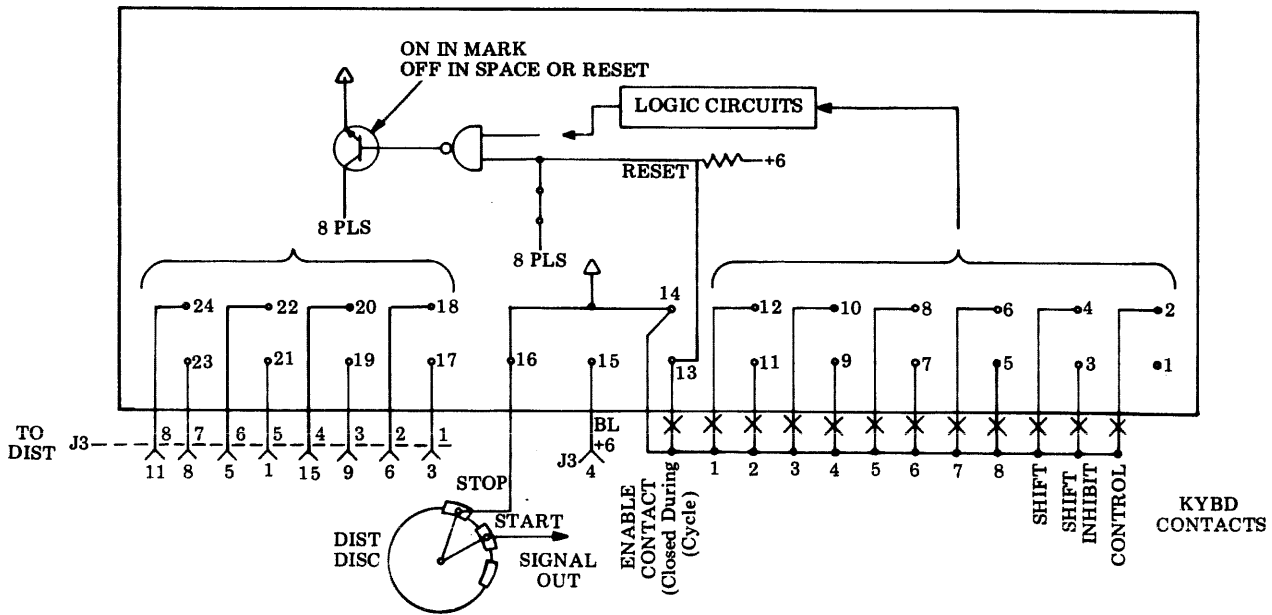 ON IN MARK
OFF IN SPACE OR RESET
LOGIC CIRCUITS
RESET
+6
8 PLS
8 PLS
24 22 20 18 14 12 10 8 6 4 2
23 21 19 17 16 15 13 11 9 7 5 3 1
TO
DIST
J3
8 7 6 5 4 3 2 1
11 8 5 1 15 9 6 3
BL
+6
J3
4
1 2 3 4 5 6 7 8
STOP
START
DIST
DISC
SIGNAL
OUT
ENABLE
CONTACT
(Closed During
(Cycle)
SHIFT
SHIFT
INHIBIT
CONTROL
KYBD
CONTACTS